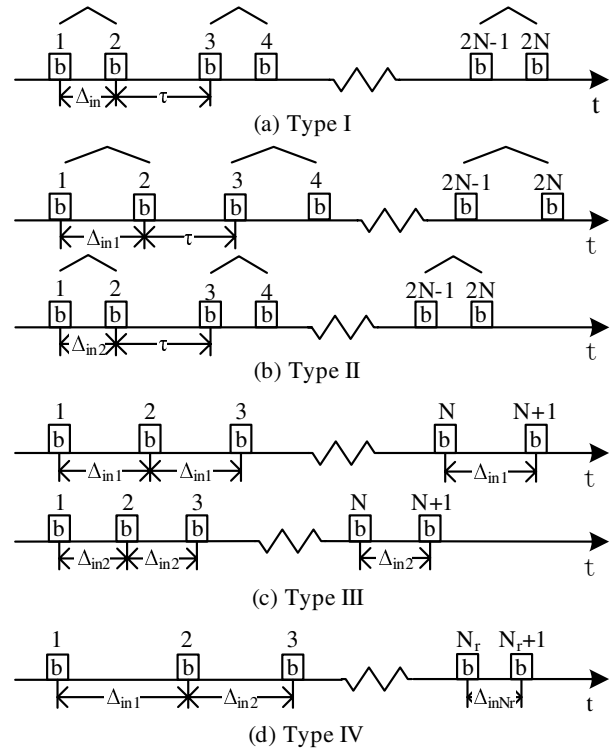 1 2 3 4 2N-1 2N
b b b b b b
Δin τ t
(a) Type I
1 2 3 4 2N-1 2N
b b b b b b
Δin1 τ t
1 2 3 4 2N-1 2N
b b b b b b
Δin2 τ t
(b) Type II
1 2 3 N N+1
b b b b b
Δin1 Δin1 Δin1 t
1 2 3 N N+1
b b b b b
Δin2 Δin2 Δin2 t
(c) Type III
1 2 3 Nr Nr+1
b b b b b
Δin1 Δin2 ΔinNr t
(d) Type IV